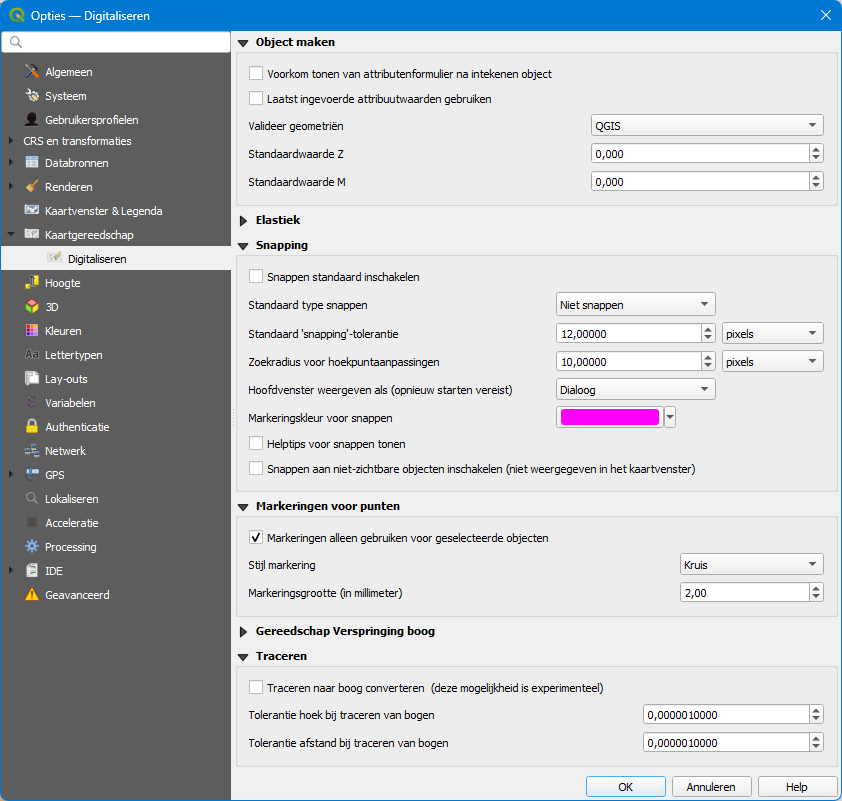 Opties — Digitaliseren
Algemeen
Systeem
Gebruikersprofielen
CRS en transformaties
Databronnen
Renderen
Kaartvenster & Legenda
Kaartgereedschap
Digitaliseren
Hoogte
3D
Kleuren
Lettertypen
Lay-outs
Variabelen
Authenticatie
Netwerk
GPS
Lokaliseren
Acceleratie
Processing
IDE
Geavanceerd
Object maken
Voorkom tonen van attributenformulier na intekenen object
Laatst ingevoerde attribuutwaarden gebruiken
Valideer geometriën QGIS
Standaardwaarde Z 0,000
Standaardwaarde M 0,000
Elastiek
Snapping
Snappen standaard inschakelen
Standaard type snappen Niet snappen
Standaard 'snapping'-tolerantie 12,00000 pixels
Zoekradius voor hoekpuntaanpassingen 10,00000 pixels
Hoofdvenster weergeven als (opnieuw starten vereist) Dialoog
Markeringskleur voor snappen
Helptips voor snappen tonen
Snappen aan niet-zichtbare objecten inschakelen (niet weergegeven in het kaartvenster)
Markeringen voor punten
Markeringen alleen gebruiken voor geselecteerde objecten
Stijl markering Kruis
Markeringsgrootte (in millimeter) 2,00
Gereedschap Verspringing boog
Traceren
Traceren naar boog converteren (deze mogelijkheid is experimenteel)
Tolerantie hoek bij traceren van bogen 0,0000010000
Tolerantie afstand bij traceren van bogen 0,0000010000
OK Annuleren Help